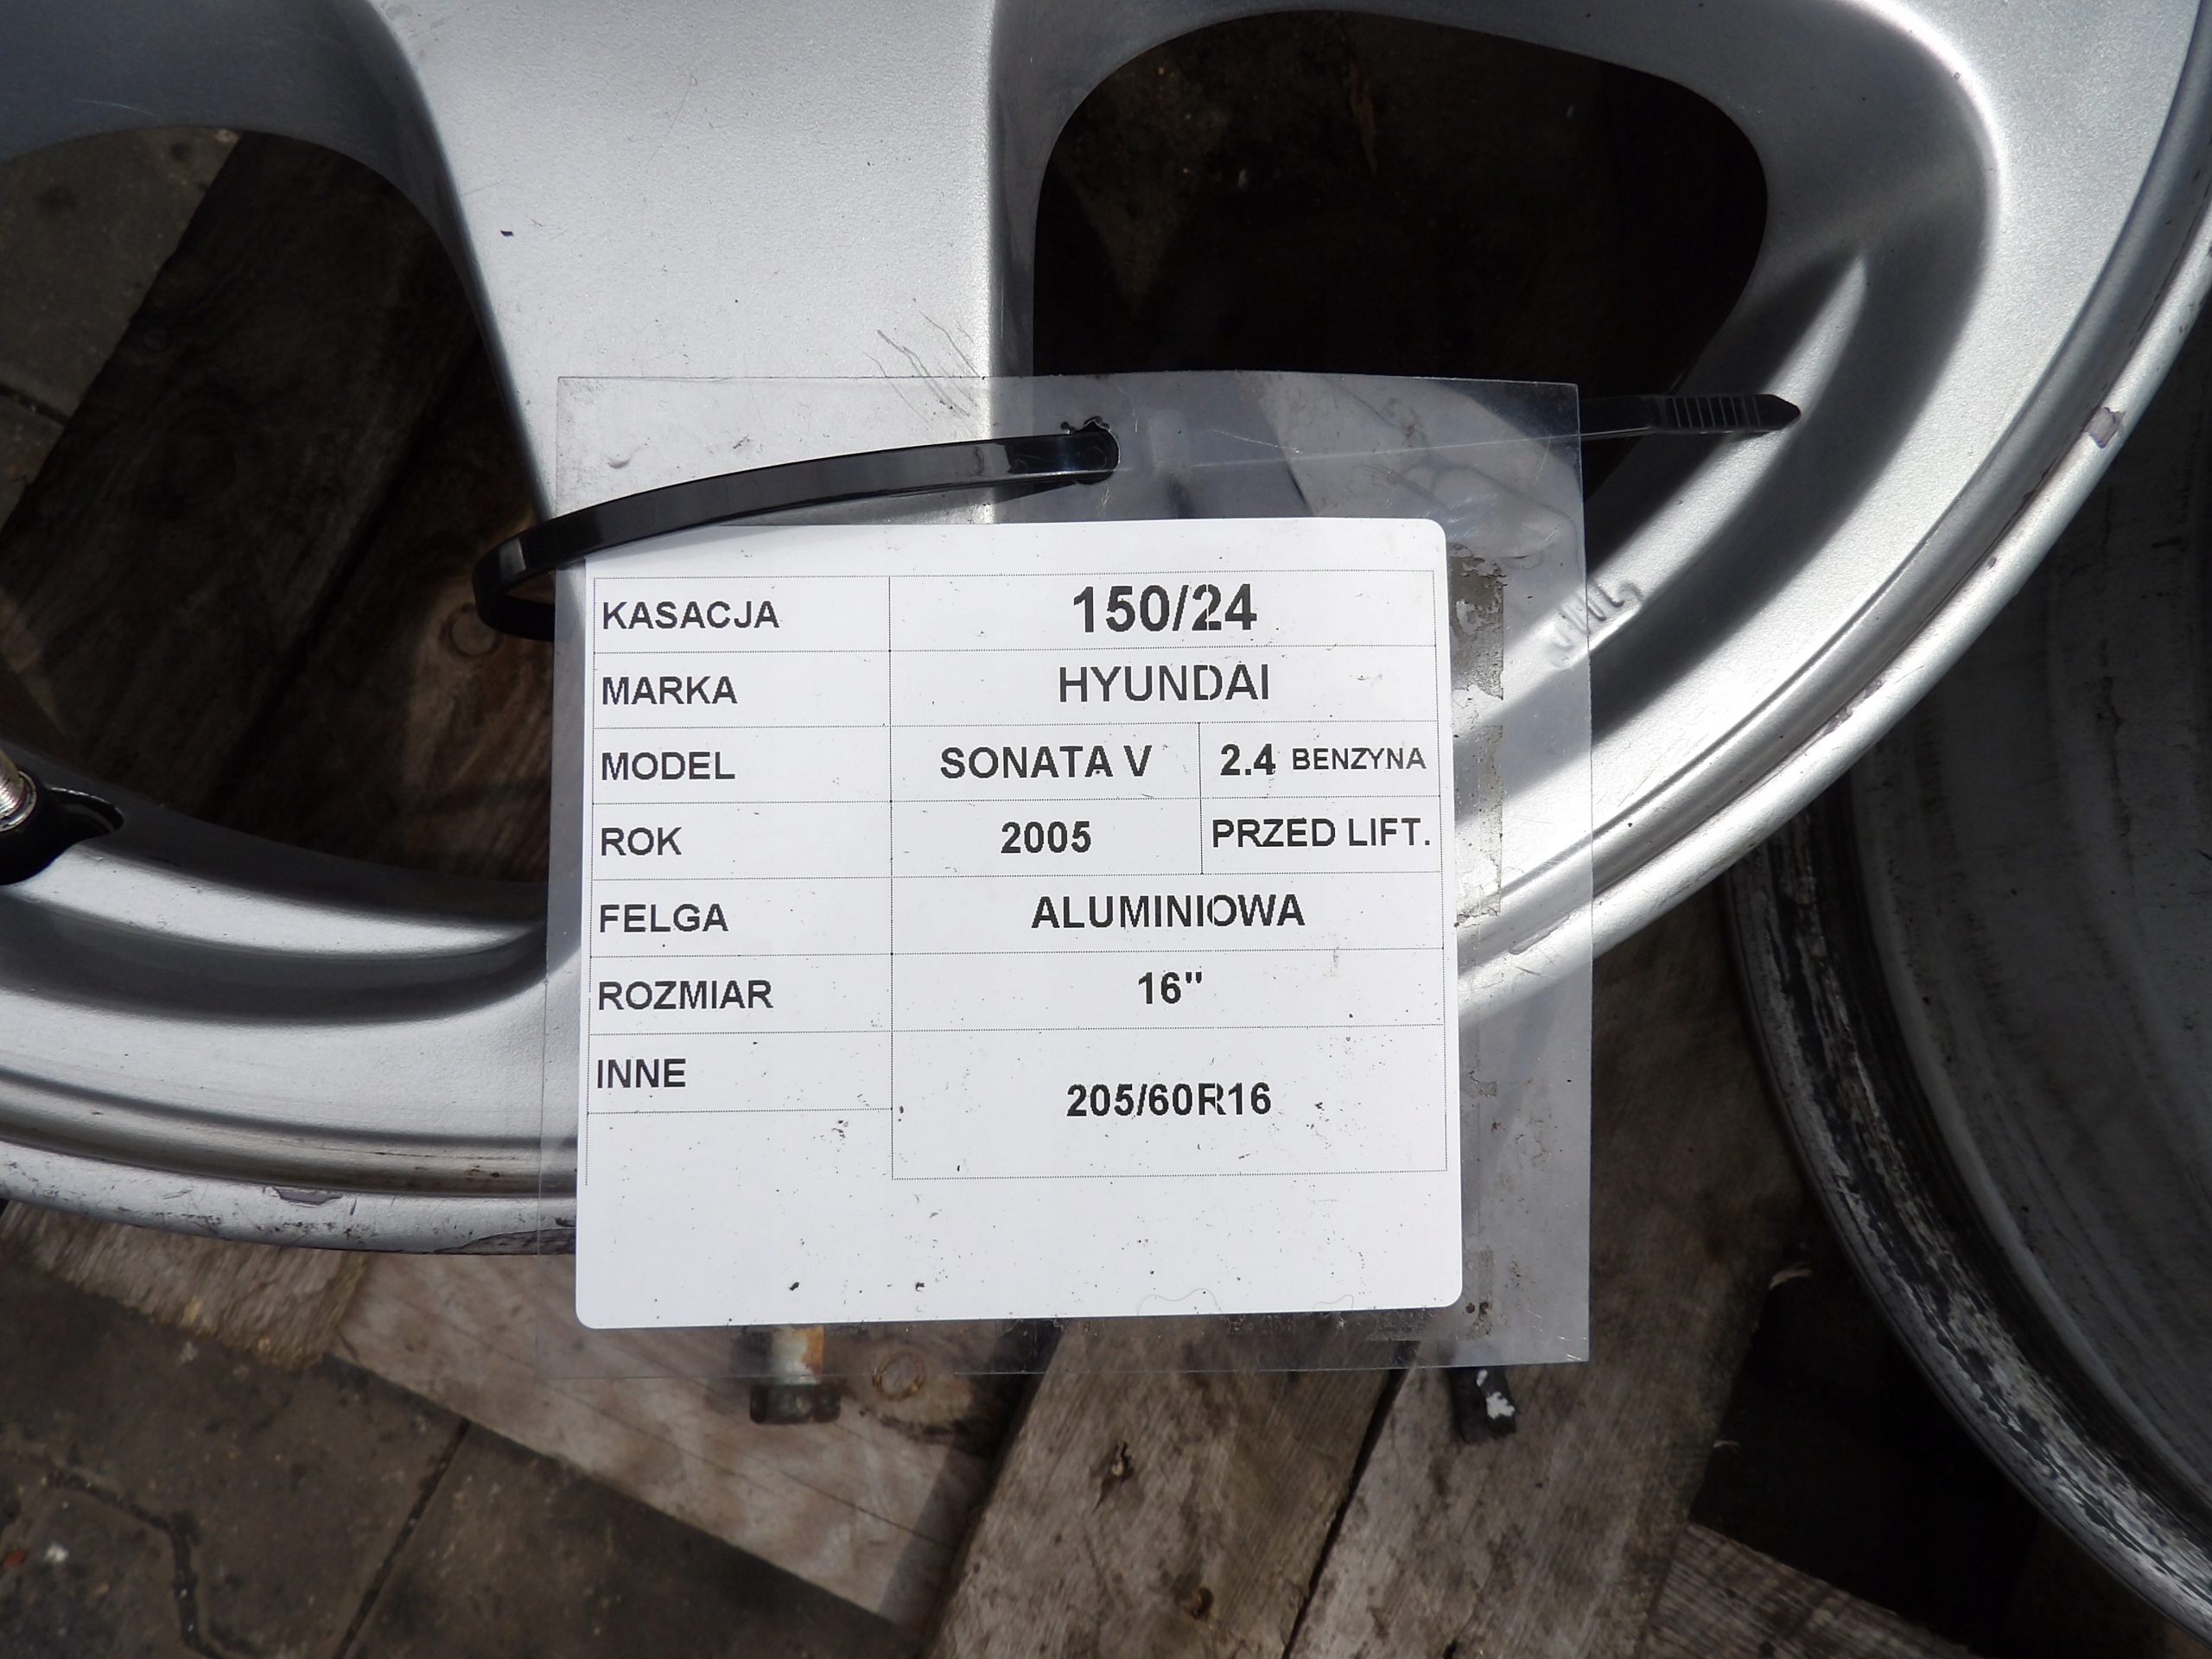 KASACJA 150/24
MARKA HYUNDAI
MODEL SONATA V 2.4 BENZYNA
ROK 2005 PRZED LIFT.
FELGA ALUMINIOWA
ROZMIAR 16"
INNE 205/60R16